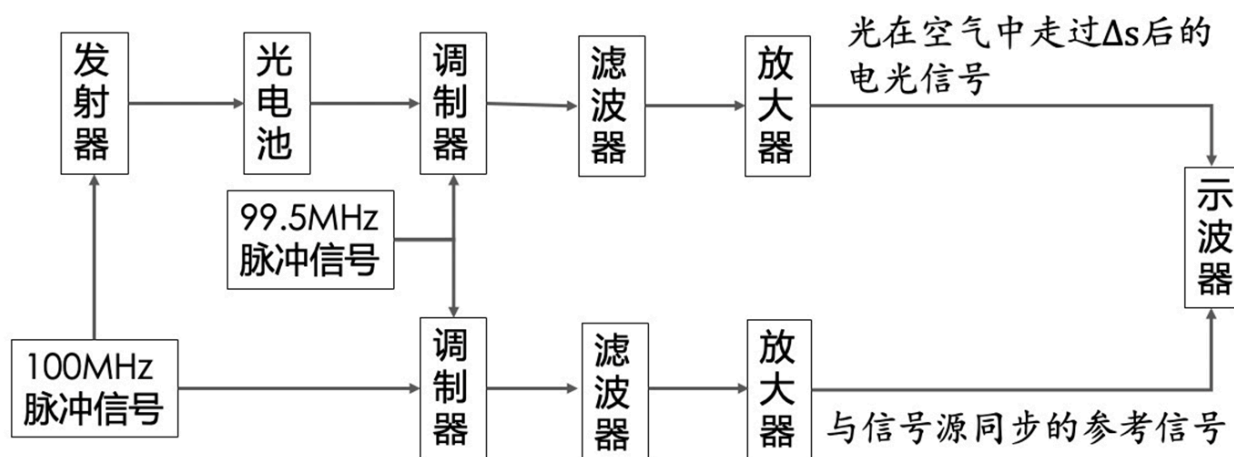 发射器
光电池
调制器
滤波器
放大器
光在空气中走过Δs后的
电光信号
示波器
99.5MHz
脉冲信号
100MHz
脉冲信号
调制器
滤波器
放大器
与信号源同步的参考信号